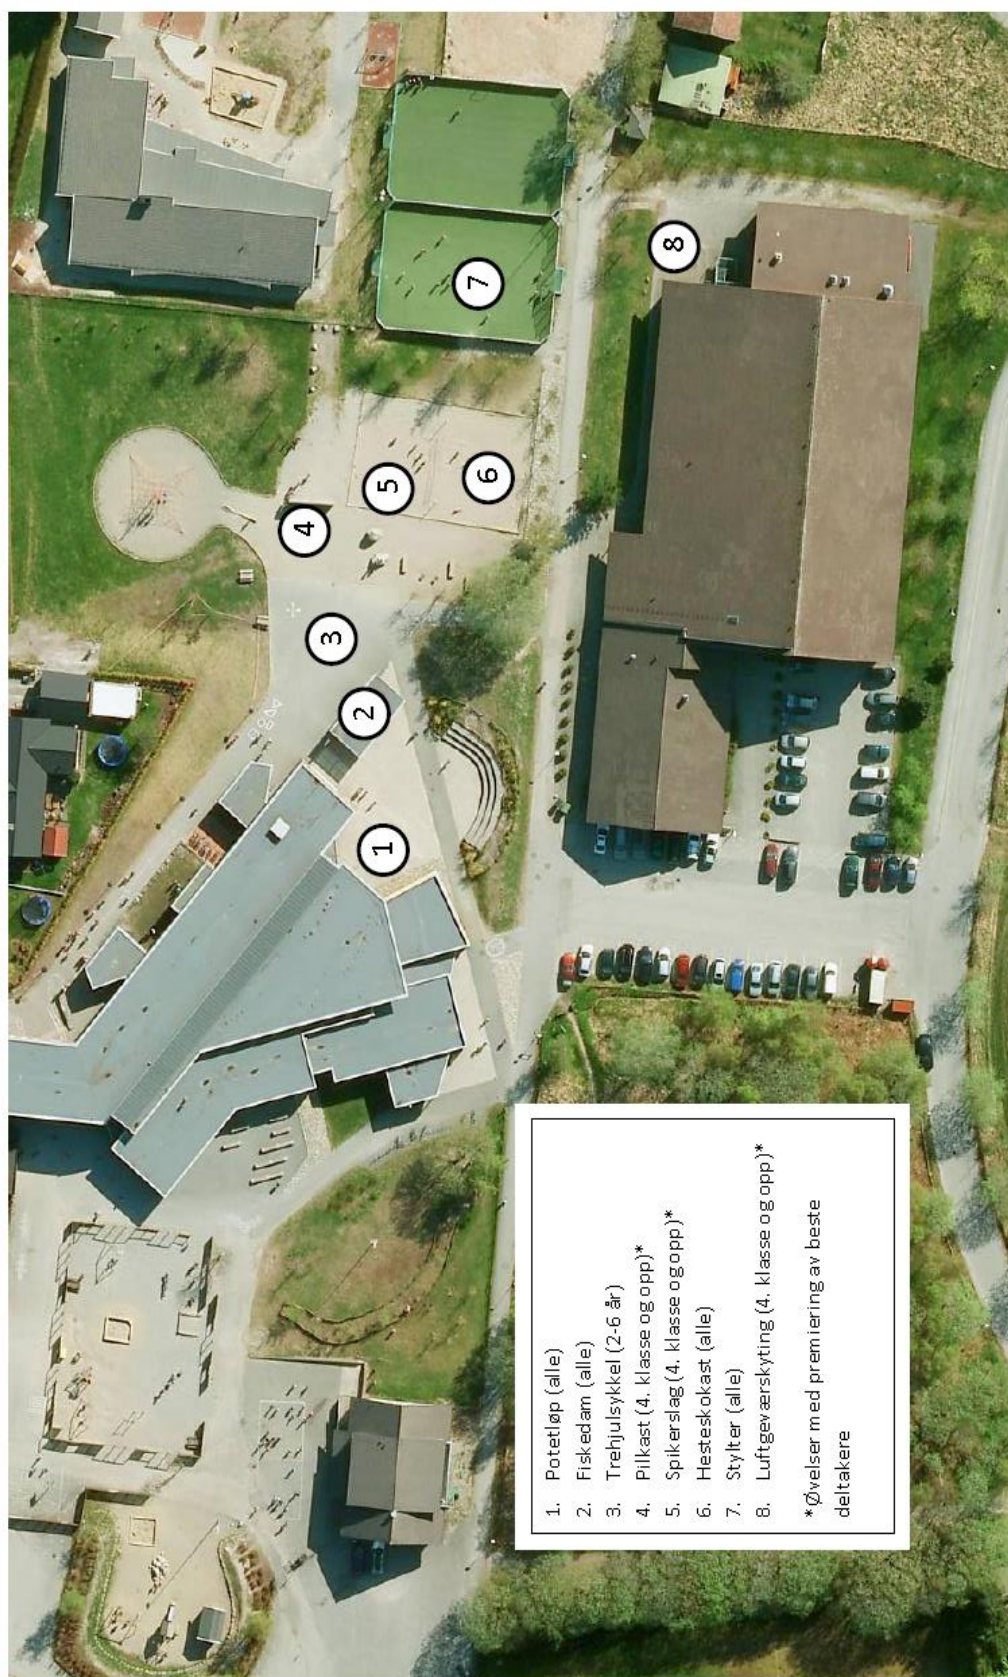 1
2
3
4
5
6
7
8
1. Potetløp (alle)
2. Fiskedam (alle)
3. Trehjulsykkel (2-6 år)
4. Pilkast (4. klasse og opp)*
5. Spikerslag (4. klasse og opp)*
6. Hesteskokast (alle)
7. Stylter (alle)
8. Luftgeværskyting (4. klasse og opp)*
*Øvelser med premiering av beste
deltakere